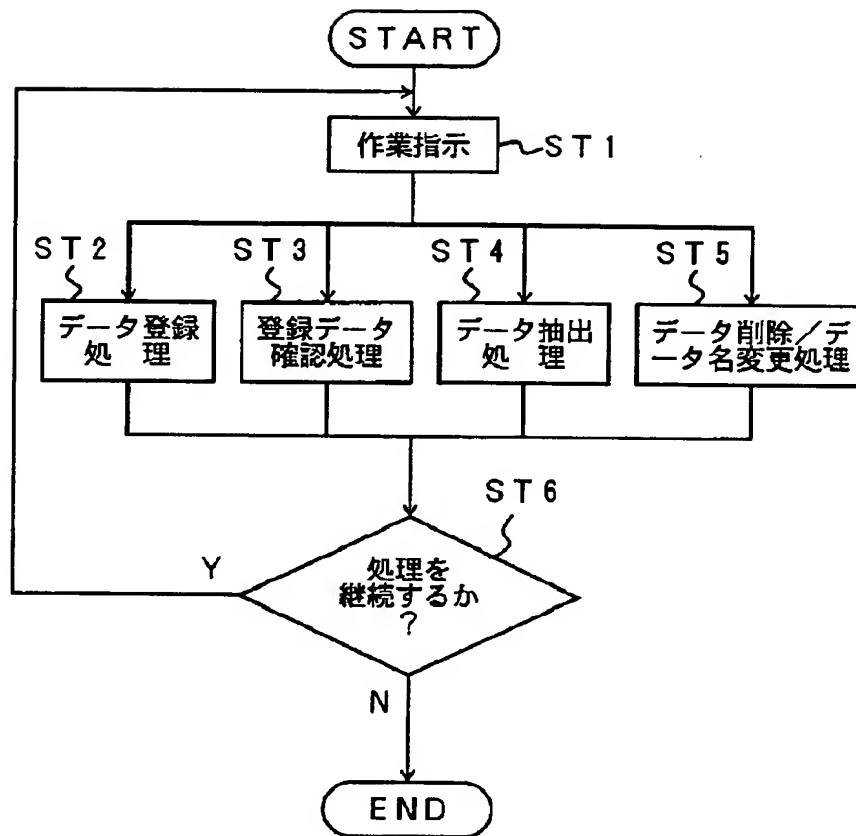 START
作業指示
ST1
ST2
ST3
ST4
ST5
データ登録
処 理
登録データ
確認処理
データ抽出
処 理
データ削除／デ
ータ名変更処理
ST6
Y
処理を
継続するか
?
N
END